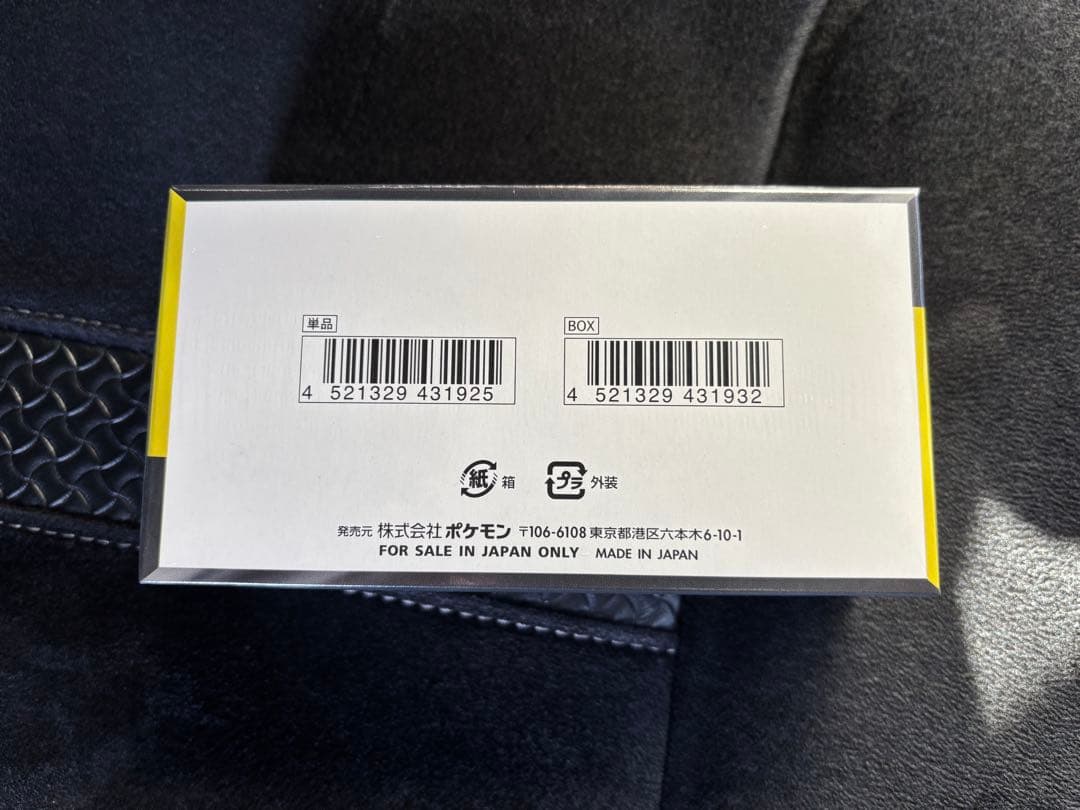 単品
4 521329 431925
BOX
4 521329 431932
紙 箱
プラ 外装
発売元 株式会社 ポケモン 〒106-6108 東京都港区六本木6-10-1
FOR SALE IN JAPAN ONLY MADE IN JAPAN